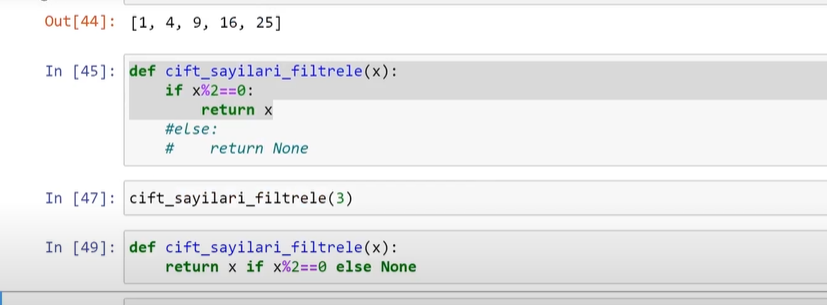 Out[44]: [1, 4, 9, 16, 25]
In [45]: def cift_sayilari_filtrele(x):
    if x%2==0:
        return x
    #else:
    #    return None
In [47]: cift_sayilari_filtrele(3)
In [49]: def cift_sayilari_filtrele(x):
    return x if x%2==0 else None